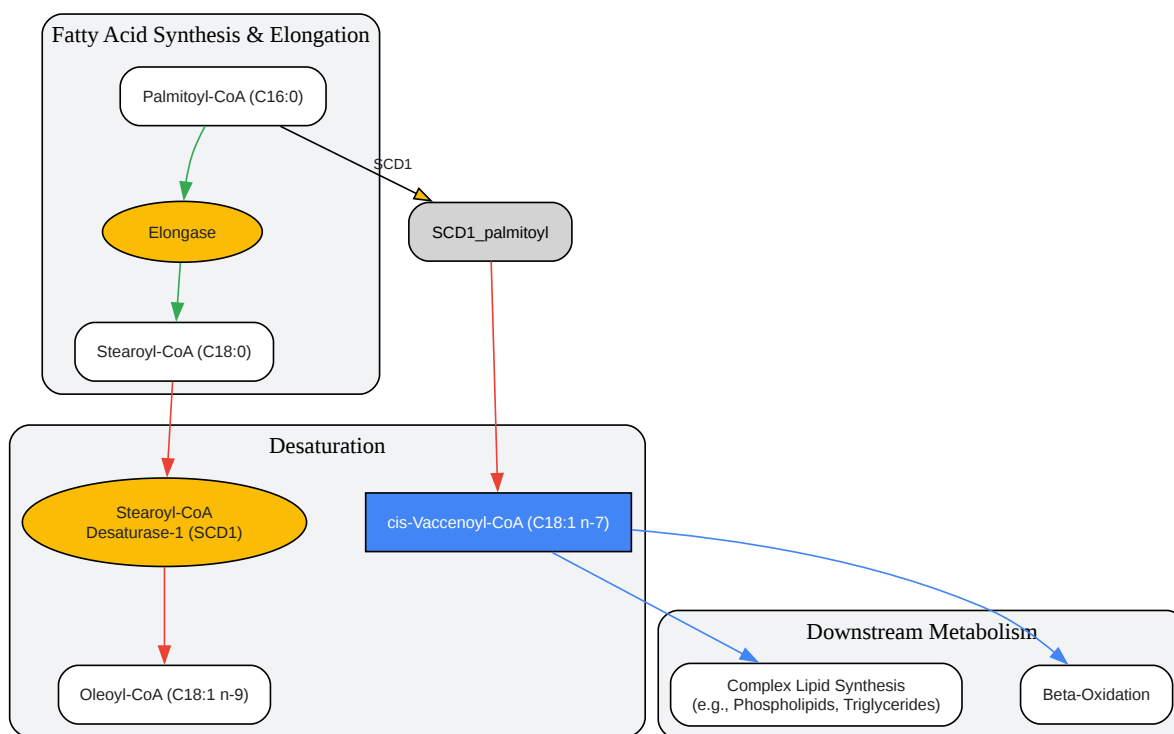 Fatty Acid Synthesis & Elongation
Palmitoyl-CoA (C16:0)
SCD1
Elongase
SCD1_palmitoyl
Stearoyl-CoA (C18:0)
Desaturation
Stearoyl-CoA
Desaturase-1 (SCD1)
cis-Vaccenoyl-CoA (C18:1 n-7)
Oleoyl-CoA (C18:1 n-9)
Downstream Metabolism
Complex Lipid Synthesis
(e.g., Phospholipids, Triglycerides)
Beta-Oxidation